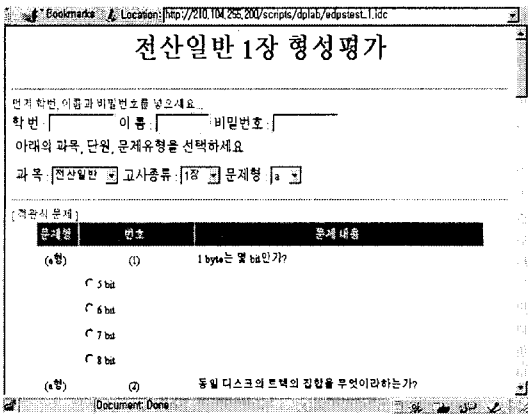 Bookmarks Location: http://210.104.255.200/scripts/dplab/edpstest_1.idc
전산일반 1장 형성평가
먼저 학번, 이름과 비밀번호를 넣으세요...
학 번 : 이 름 : 비밀번호 :
아래의 과목, 단원, 문제유형을 선택하세요
과 목 : 전산일반 고사종류 : 1장 문제형 : a
[객관식 문제]
문제형 번호 문제 내용
(a형) (1) 1 byte는 몇 bit인가?
5 bit
6 bit
7 bit
8 bit
(a형) (2) 동일 디스크의 트랙의 집합을 무엇이라하는가?
Document: Done